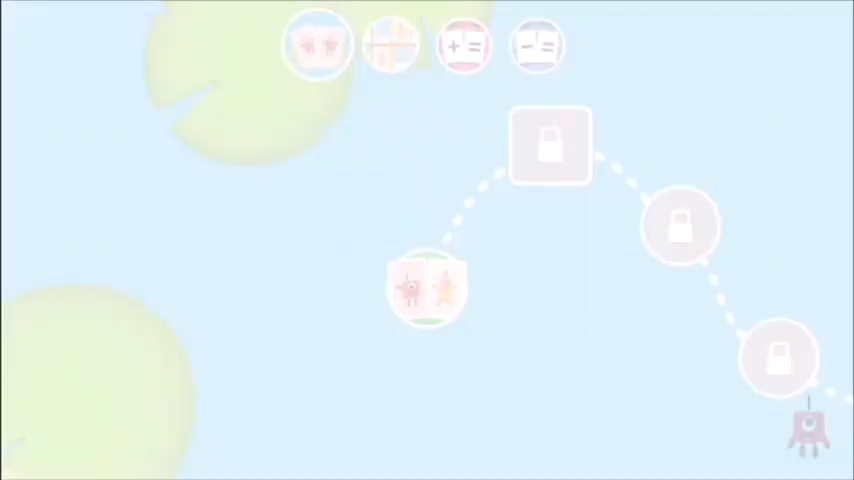 + =
- =